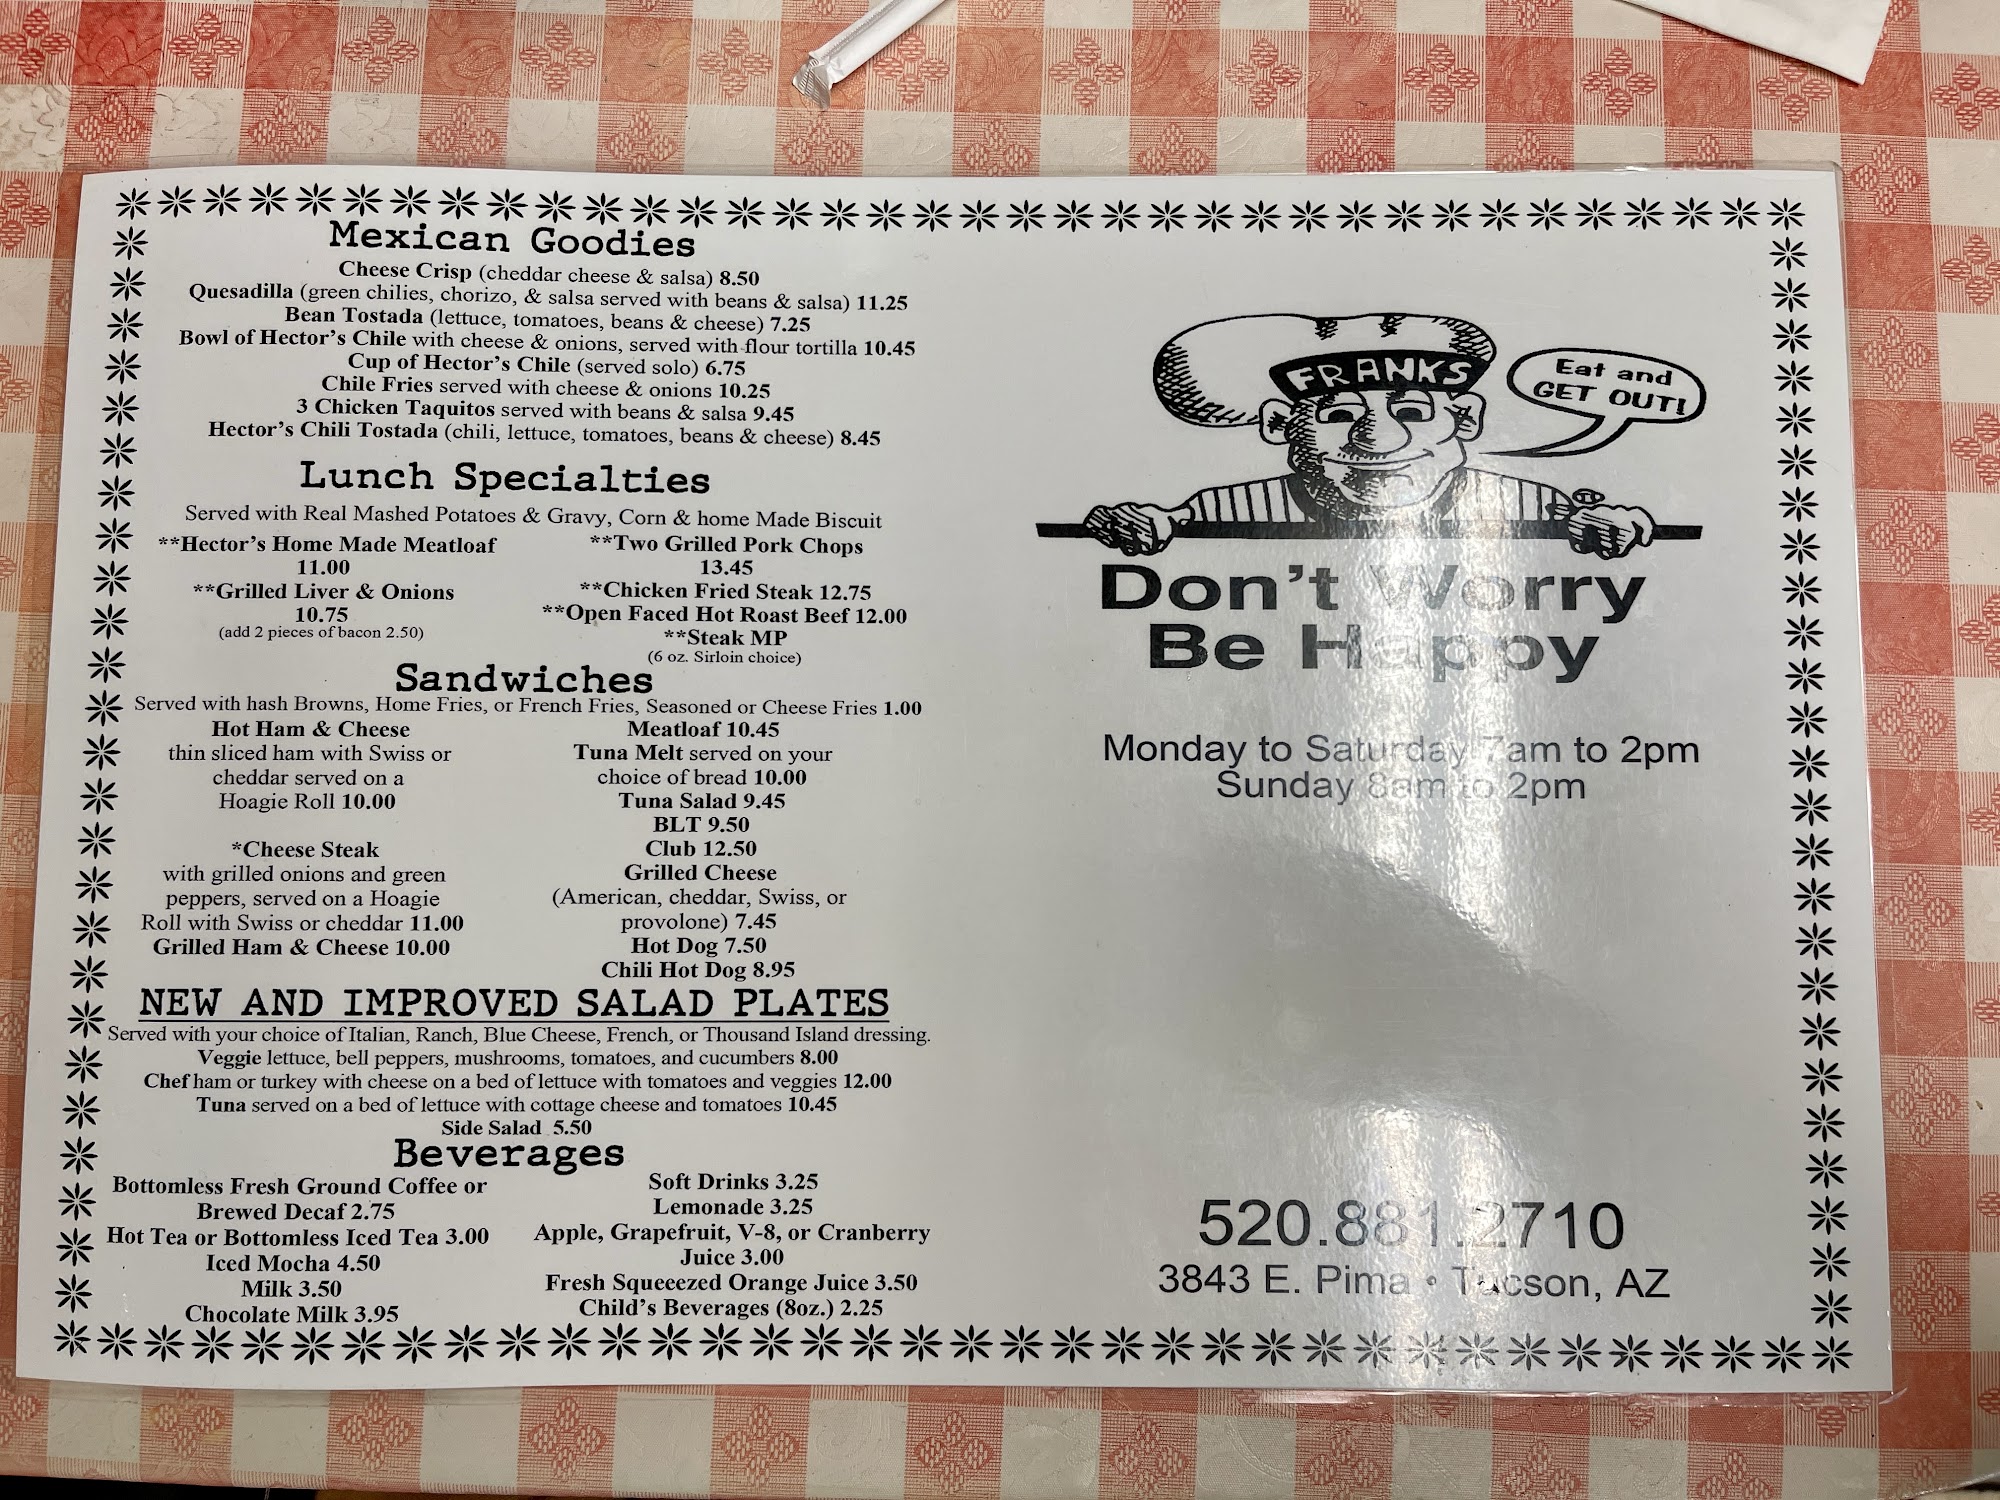 Mexican Goodies
Cheese Crisp (cheddar cheese & salsa) 8.50
Quesadilla (green chilies, chorizo, & salsa served with beans & salsa) 11.25
Bean Tostada (lettuce, tomatoes, beans & cheese) 7.25
Bowl of Hector's Chile with cheese & onions, served with flour tortilla 10.45
Cup of Hector's Chile (served solo) 6.75
Chile Fries served with cheese & onions 10.25
3 Chicken Taquitos served with beans & salsa 9.45
Hector's Chili Tostada (chili, lettuce, tomatoes, beans & cheese) 8.45
Lunch Specialties
Served with Real Mashed Potatoes & Gravy, Corn & home Made Biscuit
**Hector's Home Made Meatloaf
11.00
**Grilled Liver & Onions
10.75
(add 2 pieces of bacon 2.50)
**Two Grilled Pork Chops
13.45
**Chicken Fried Steak 12.75
**Open Faced Hot Roast Beef 12.00
**Steak MP
(6 oz. Sirloin choice)
Sandwiches
Served with hash Browns, Home Fries, or French Fries, Seasoned or Cheese Fries 1.00
Hot Ham & Cheese
thin sliced ham with Swiss or
cheddar served on a
Hoagie Roll 10.00
*Cheese Steak
with grilled onions and green
peppers, served on a Hoagie
Roll with Swiss or cheddar 11.00
Grilled Ham & Cheese 10.00
Meatloaf 10.45
Tuna Melt served on your
choice of bread 10.00
Tuna Salad 9.45
BLT 9.50
Club 12.50
Grilled Cheese
(American, cheddar, Swiss, or
provolone) 7.45
Hot Dog 7.50
Chili Hot Dog 8.95
NEW AND IMPROVED SALAD PLATES
Served with your choice of Italian, Ranch, Blue Cheese, French, or Thousand Island dressing.
Veggie lettuce, bell peppers, mushrooms, tomatoes, and cucumbers 8.00
Chef ham or turkey with cheese on a bed of lettuce with tomatoes and veggies 12.00
Tuna served on a bed of lettuce with cottage cheese and tomatoes 10.45
Side Salad 5.50
Beverages
Bottomless Fresh Ground Coffee or
Brewed Decaf 2.75
Hot Tea or Bottomless Iced Tea 3.00
Iced Mocha 4.50
Milk 3.50
Chocolate Milk 3.95
Soft Drinks 3.25
Lemonade 3.25
Apple, Grapefruit, V-8, or Cranberry
Juice 3.00
Fresh Squeeezed Orange Juice 3.50
Child's Beverages (8oz.) 2.25
FRANKS
Eat and
GET OUT!
Don't Worry
Be Happy
Monday to Saturday 7am to 2pm
Sunday 8am to 2pm
520.881.2710
3843 E. Pima • Tucson, AZ